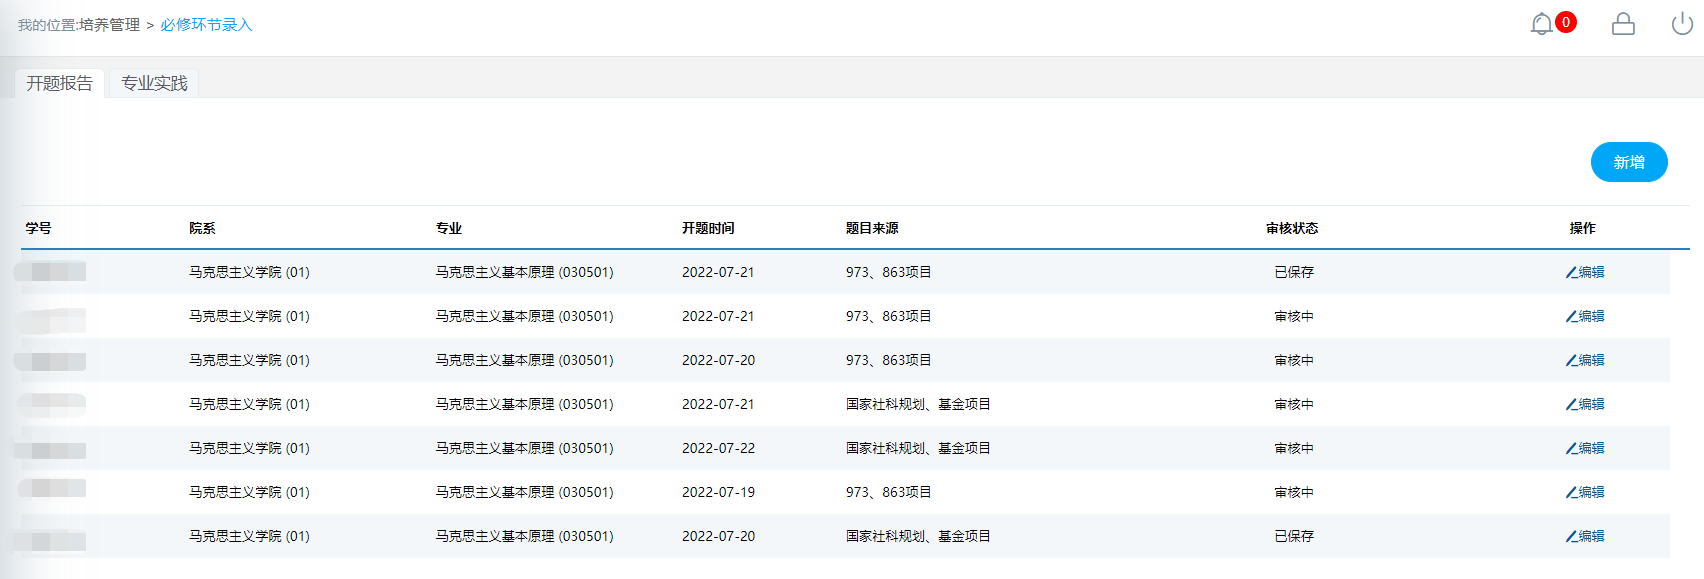 我的位置:培养管理 > 必修环节录入
0
开题报告 专业实践
新增
学号 院系 专业 开题时间 题目来源 审核状态 操作
马克思主义学院 (01) 马克思主义基本原理 (030501) 2022-07-21 973、863项目 已保存 编辑
马克思主义学院 (01) 马克思主义基本原理 (030501) 2022-07-21 973、863项目 审核中 编辑
马克思主义学院 (01) 马克思主义基本原理 (030501) 2022-07-20 973、863项目 审核中 编辑
马克思主义学院 (01) 马克思主义基本原理 (030501) 2022-07-21 国家社科规划、基金项目 审核中 编辑
马克思主义学院 (01) 马克思主义基本原理 (030501) 2022-07-22 国家社科规划、基金项目 审核中 编辑
马克思主义学院 (01) 马克思主义基本原理 (030501) 2022-07-19 973、863项目 审核中 编辑
马克思主义学院 (01) 马克思主义基本原理 (030501) 2022-07-20 国家社科规划、基金项目 已保存 编辑